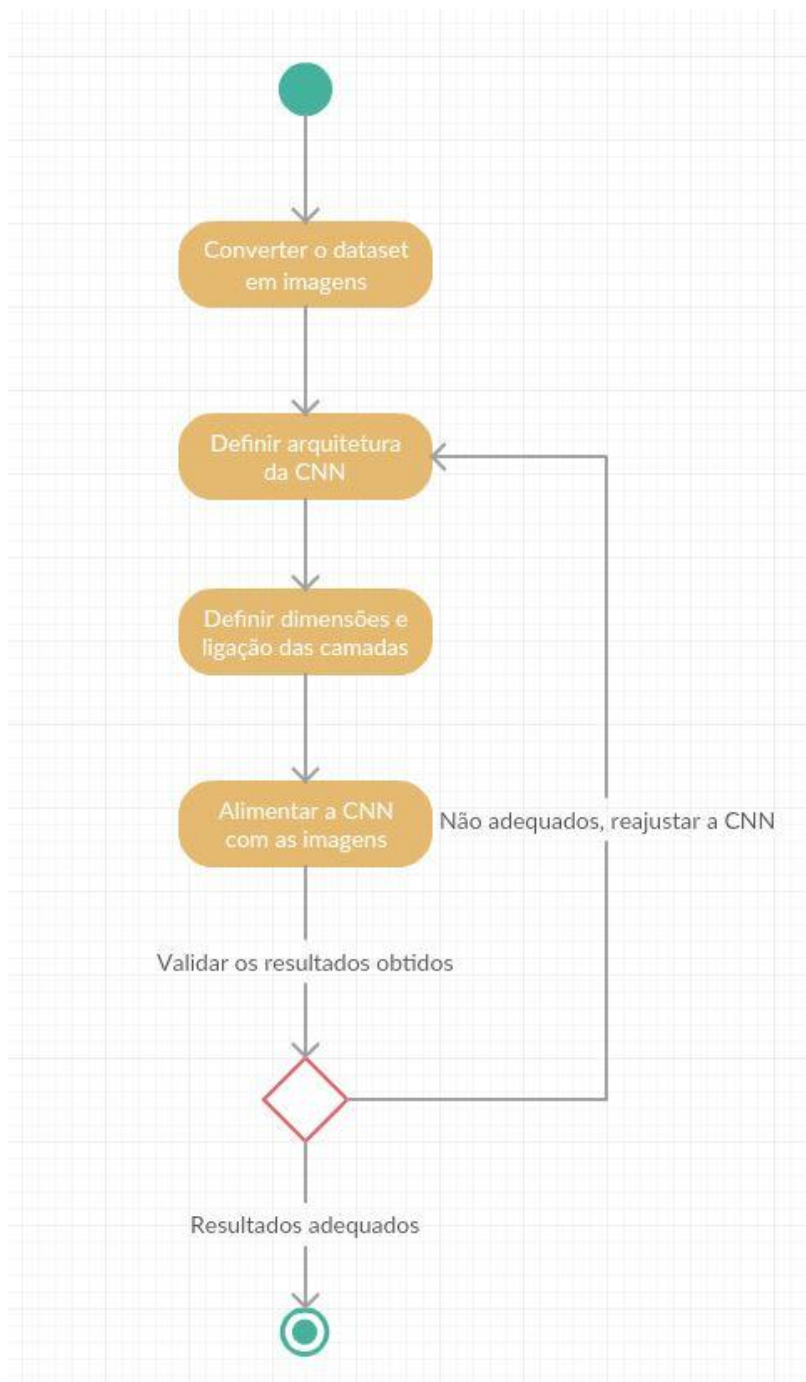 Converter o dataset
em imagens
Definir arquitetura
da CNN
Definir dimensões e
ligação das camadas
Alimentar a CNN
com as imagens
Não adequados, reajustar a CNN
Validar os resultados obtidos
Resultados adequados